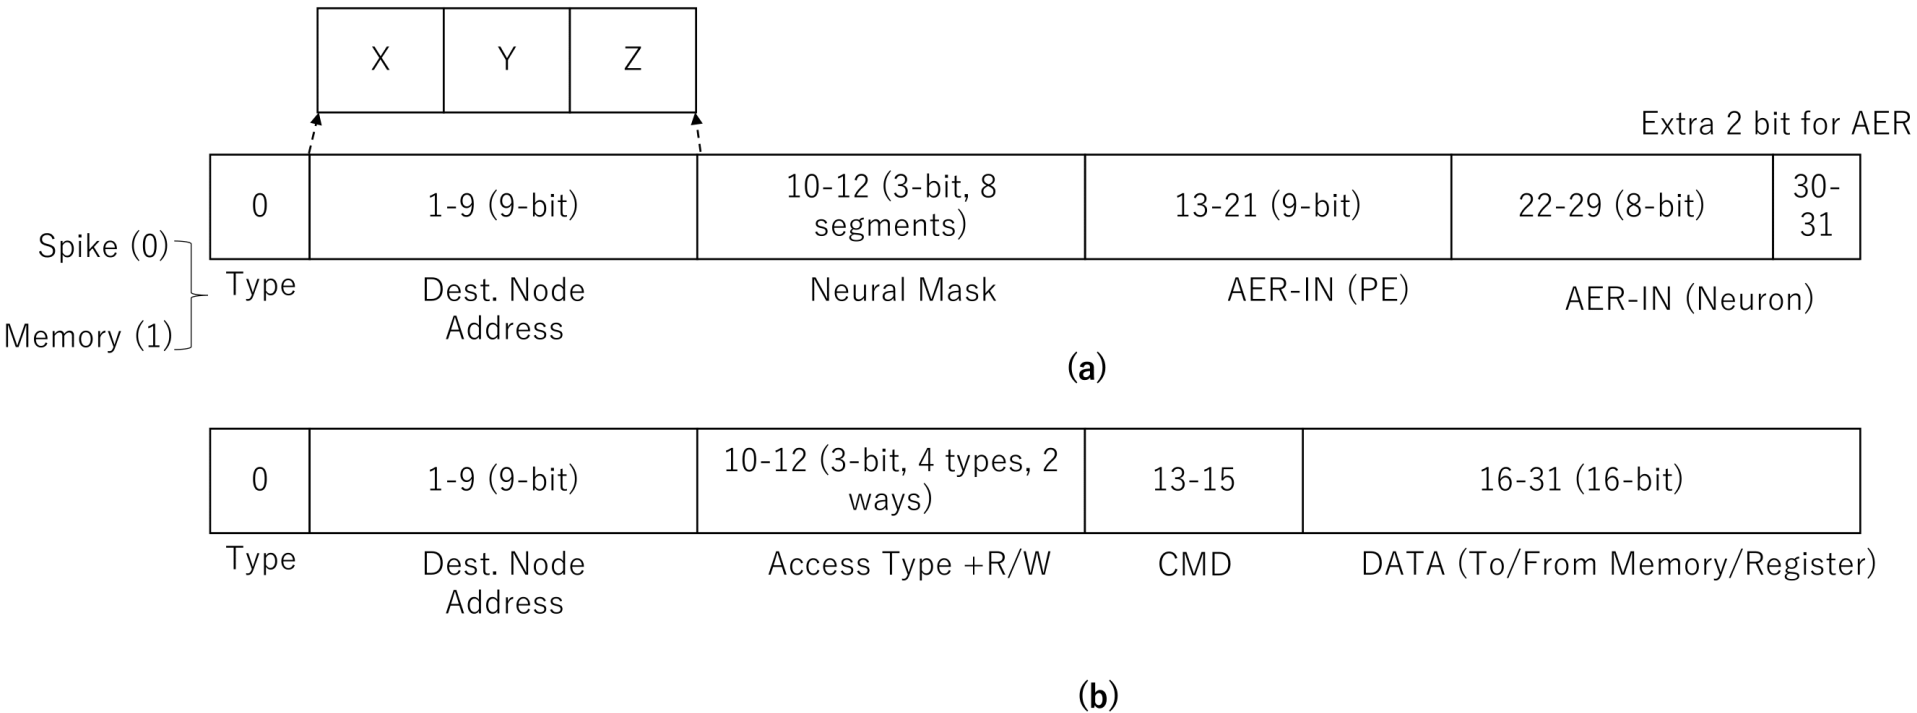 X Y Z
Extra 2 bit for AER
0 1-9 (9-bit) 10-12 (3-bit, 8 segments) 13-21 (9-bit) 22-29 (8-bit) 30-31
Spike (0)
Memory (1)
Type Dest. Node Address Neural Mask AER-IN (PE) AER-IN (Neuron)
(a)
0 1-9 (9-bit) 10-12 (3-bit, 4 types, 2 ways) 13-15 16-31 (16-bit)
Type Dest. Node Address Access Type +R/W CMD DATA (To/From Memory/Register)
(b)